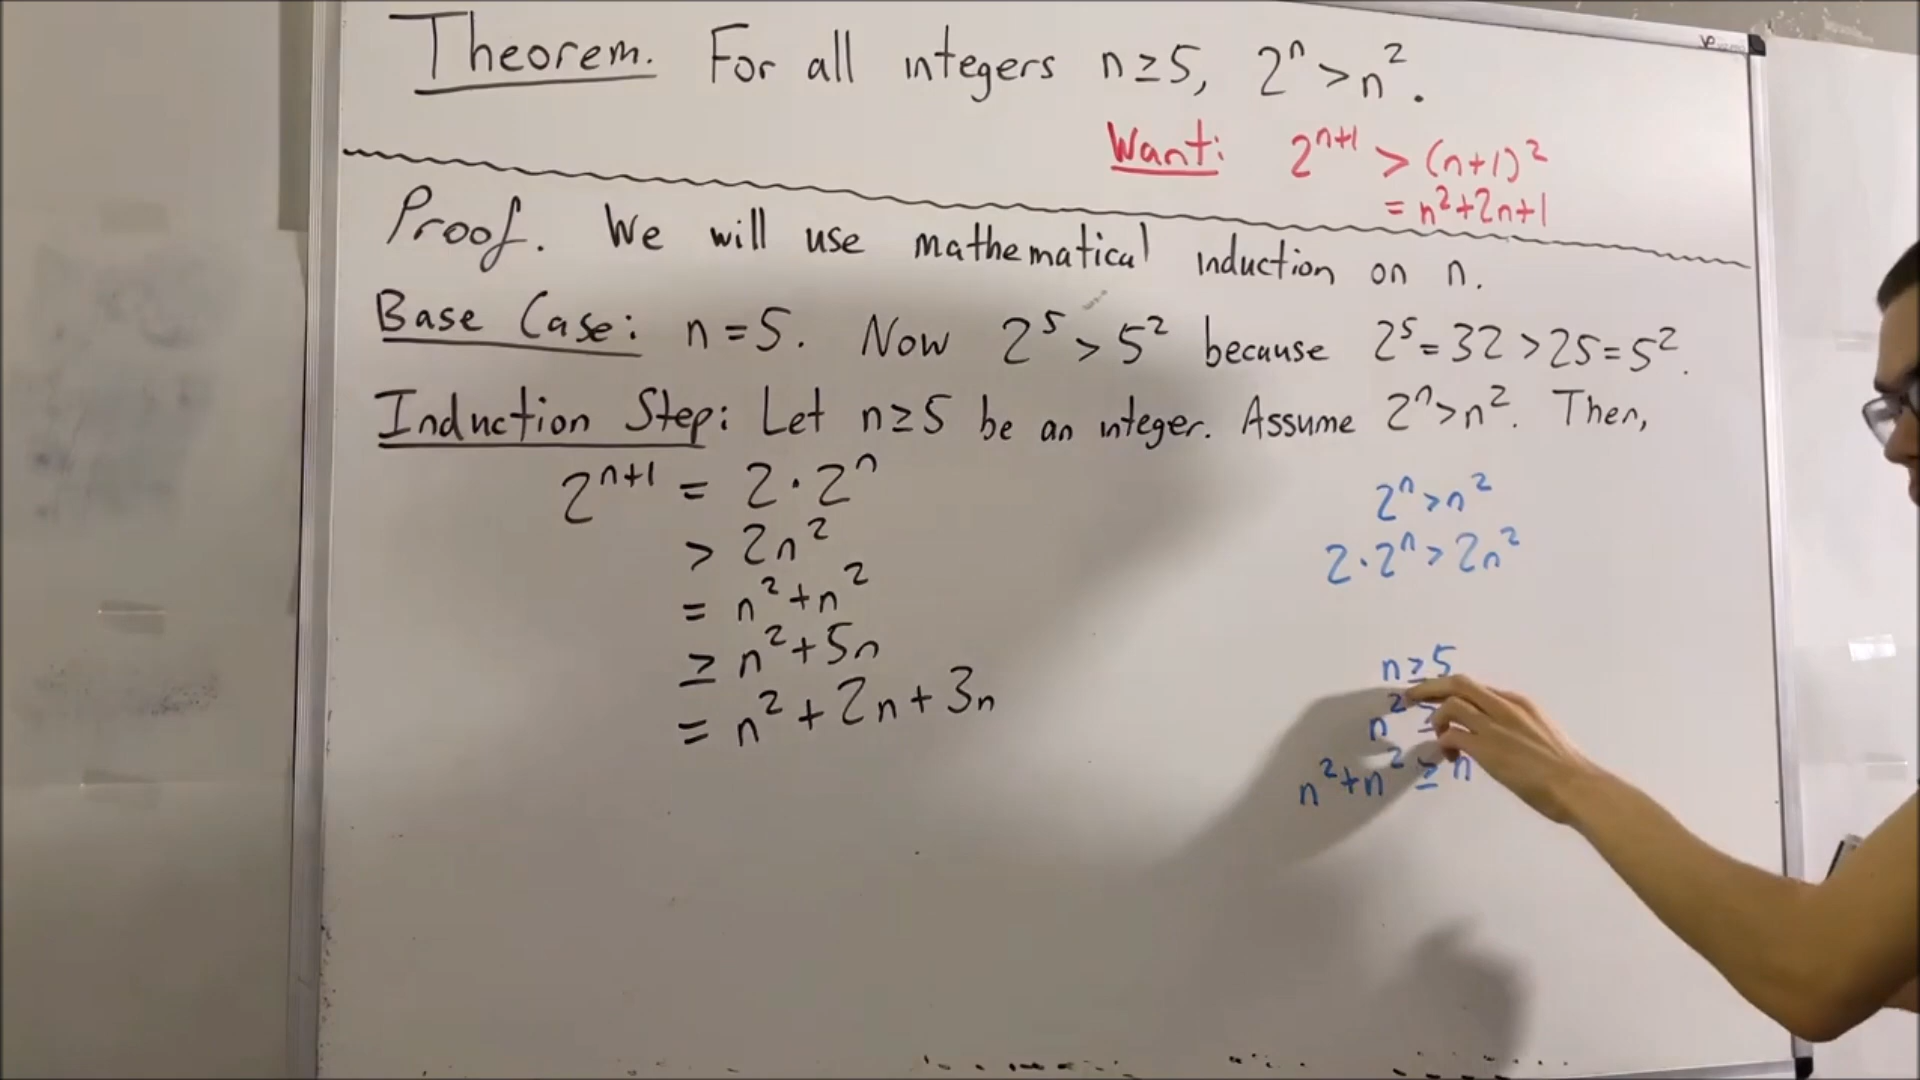 Theorem. For all integers n≥5, 2ⁿ>n².
Want: 2ⁿ⁺¹ > (n+1)²
= n²+2n+1
Proof. We will use mathematical induction on n.
Base Case: n=5. Now 2⁵>5² because 2⁵=32>25=5².
Induction Step: Let n≥5 be an integer. Assume 2ⁿ>n². Then,
2ⁿ⁺¹ = 2·2ⁿ
> 2n²
= n²+n²
≥ n²+5n
= n²+2n+3n
2ⁿ>n²
2·2ⁿ>2n²
n≥5
n² ≥
n²+n² ≥ n